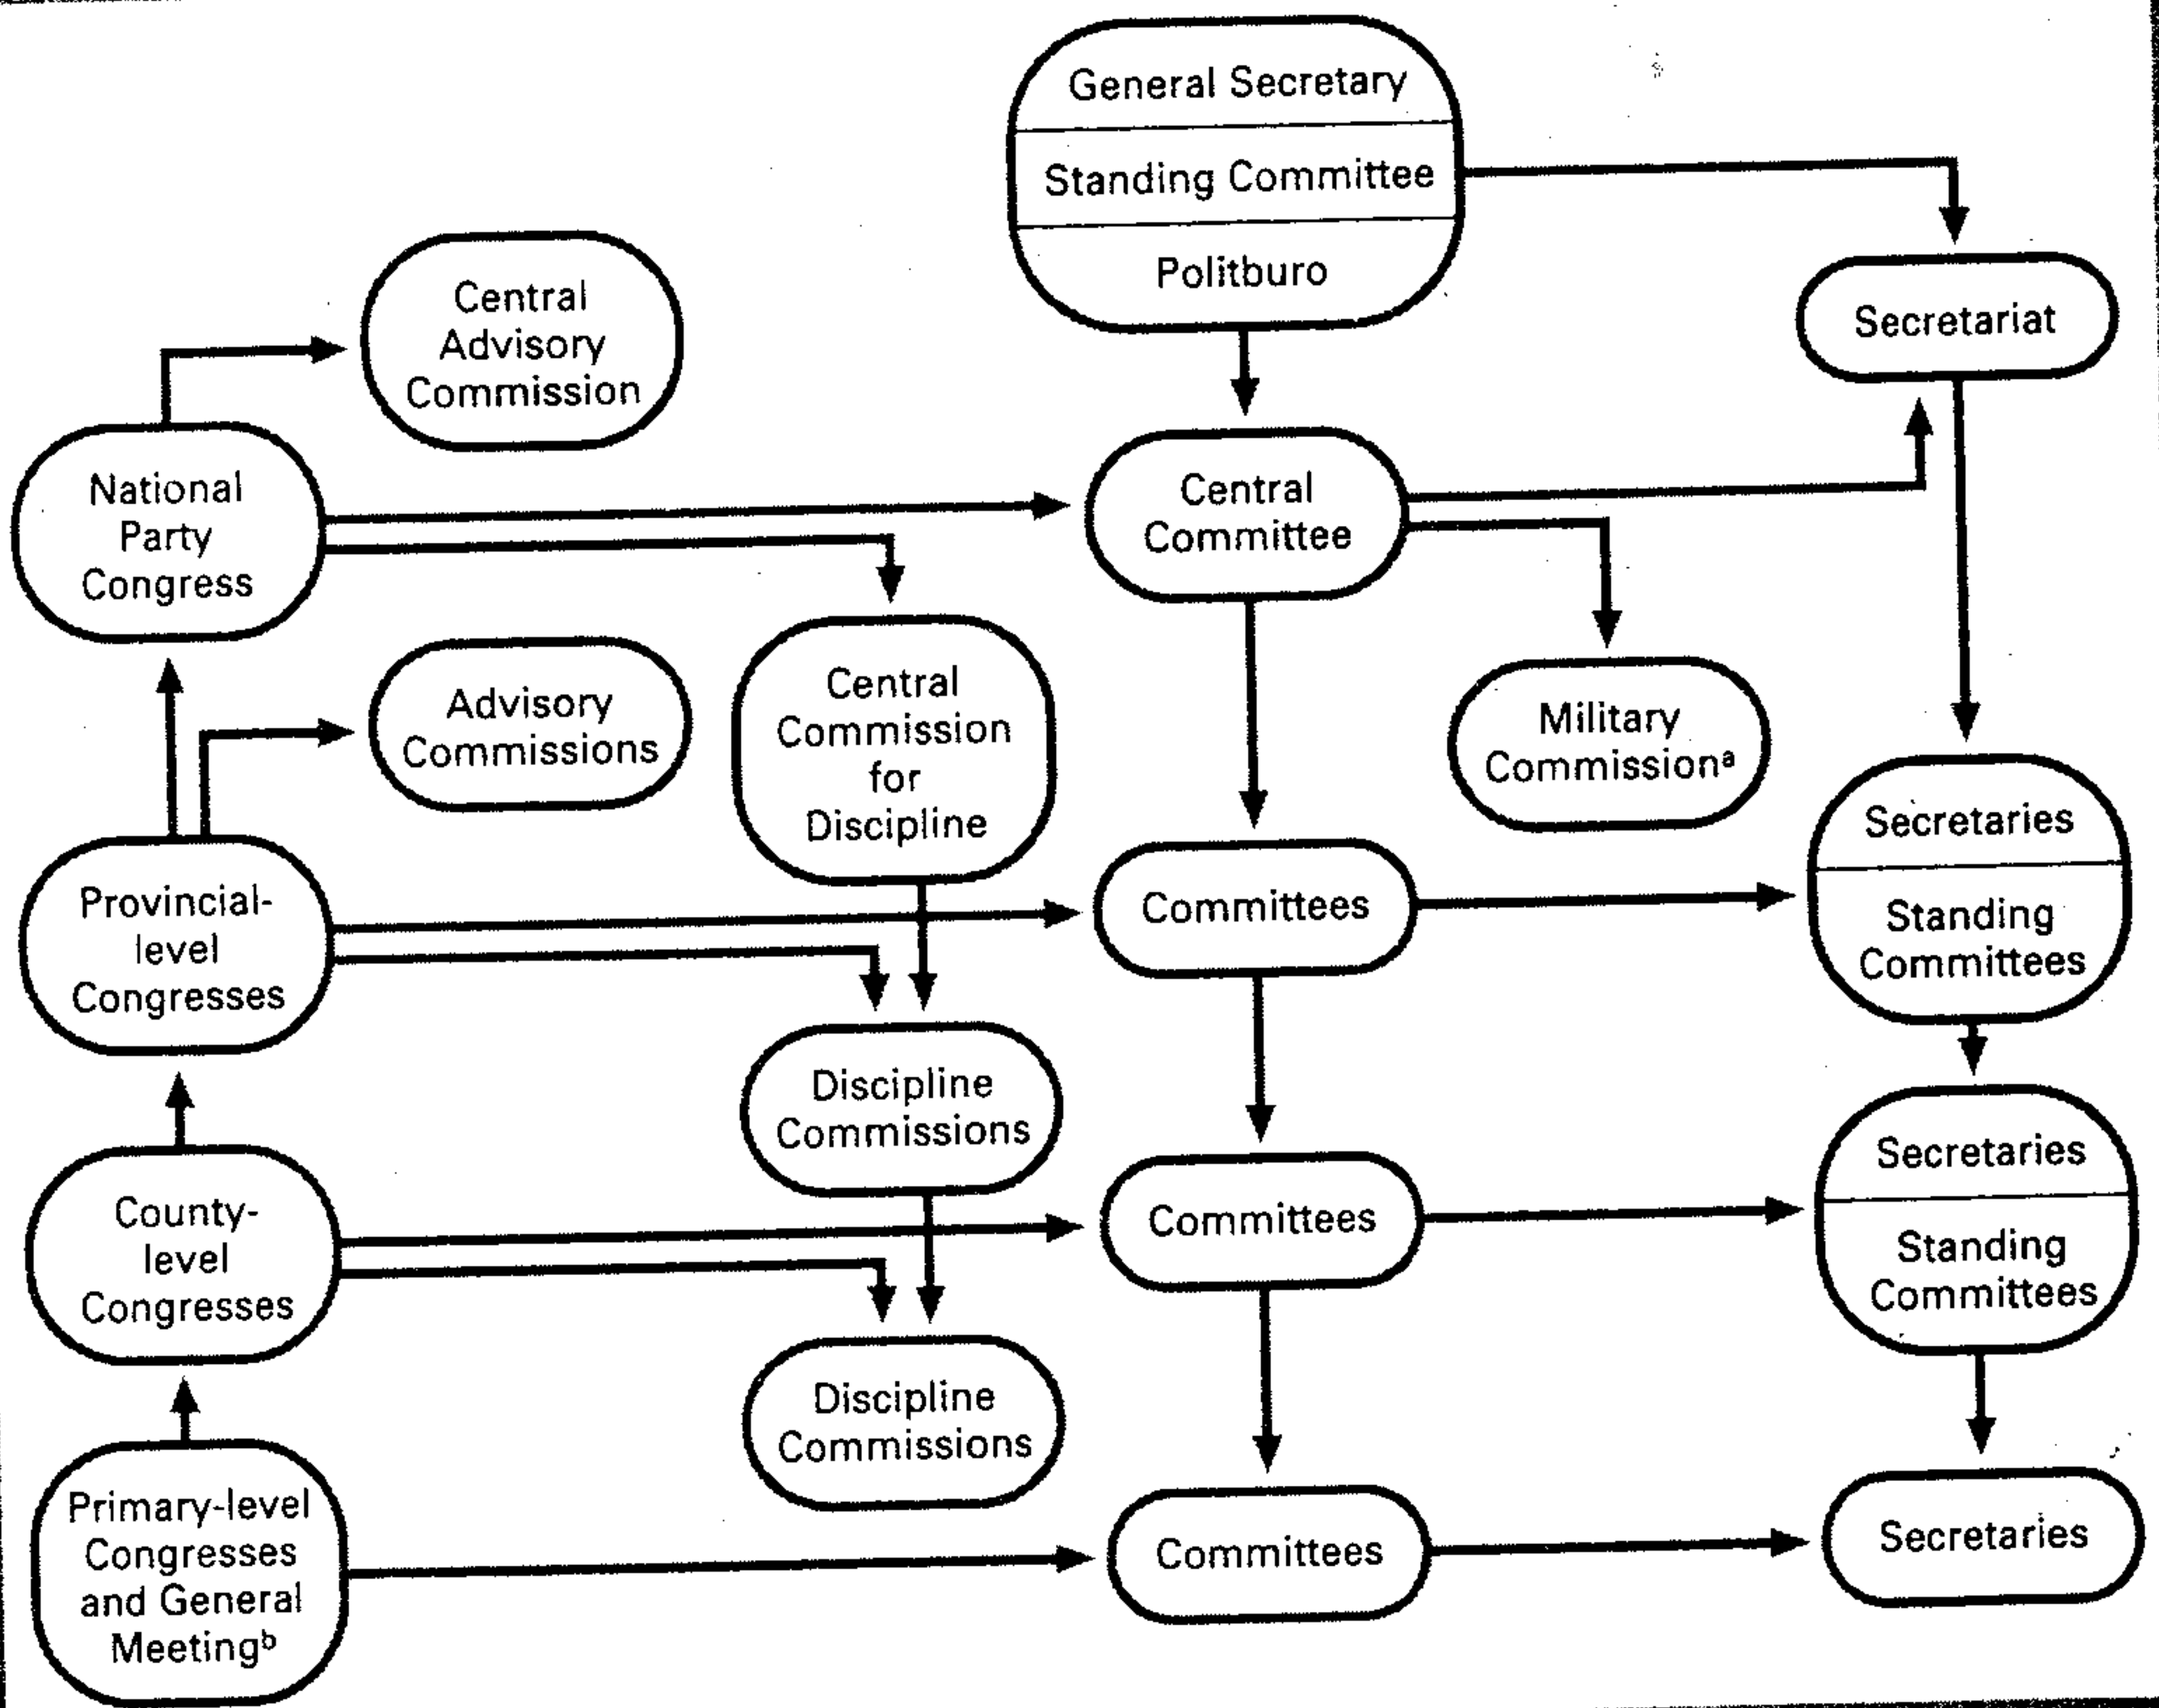 General Secretary
Standing Committee
Politburo
Secretariat
Central
Advisory
Commission
National
Party
Congress
Central
Committee
Advisory
Commissions
Central
Commission
for
Discipline
Military
Commissionᵃ
Secretaries
Standing
Committees
Provincial-
level
Congresses
Committees
Discipline
Commissions
Secretaries
Standing
Committees
County-
level
Congresses
Committees
Discipline
Commissions
Primary-level
Congresses
and General
Meetingᵇ
Committees
Secretaries